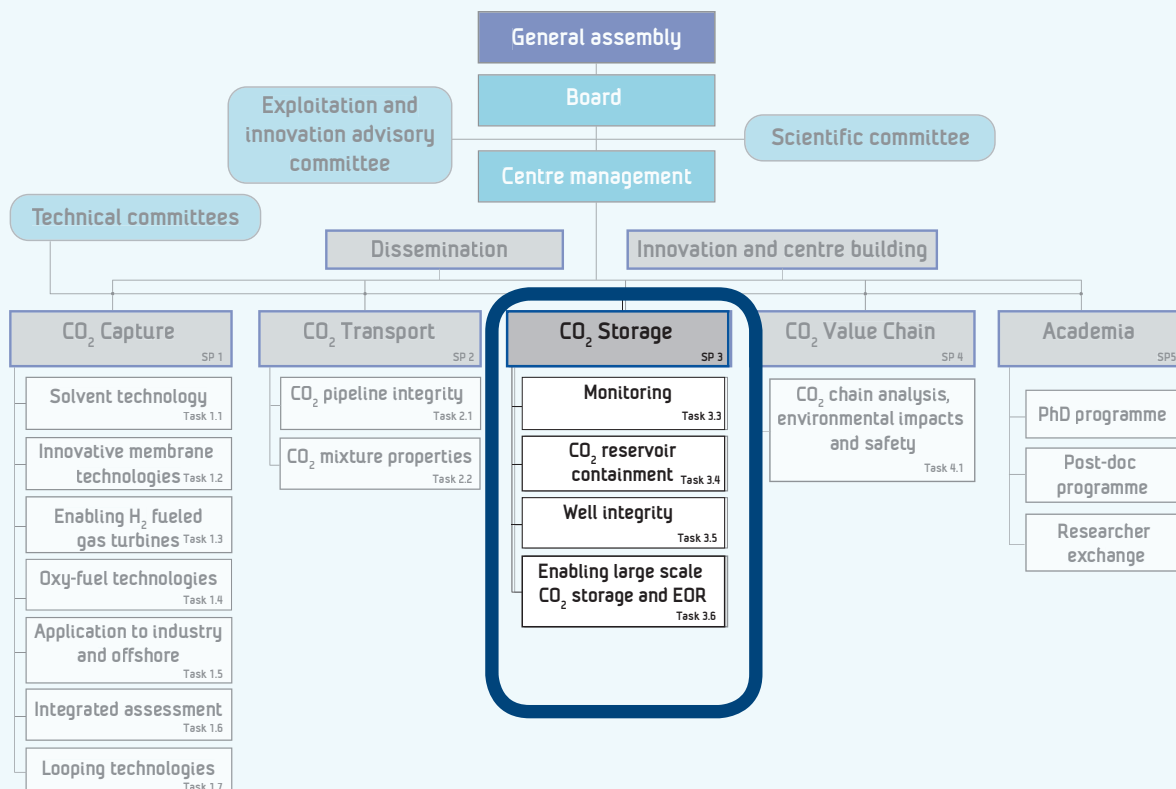 General assembly
Board
Exploitation and
innovation advisory
committee
Scientific committee
Centre management
Technical committees
Dissemination
Innovation and centre building
CO₂ Capture
SP 1
Solvent technology
Task 1.1
Innovative membrane
technologies Task 1.2
Enabling H₂ fueled
gas turbines Task 1.3
Oxy-fuel technologies
Task 1.4
Application to industry
and offshore
Task 1.5
Integrated assessment
Task 1.6
Looping technologies
Task 1.7
CO₂ Transport
SP 2
CO₂ pipeline integrity
Task 2.1
CO₂ mixture properties
Task 2.2
CO₂ Storage
SP 3
Monitoring
Task 3.3
CO₂ reservoir
containment Task 3.4
Well integrity
Task 3.5
Enabling large scale
CO₂ storage and EOR
Task 3.6
CO₂ Value Chain
SP 4
CO₂ chain analysis,
environmental impacts
and safety
Task 4.1
Academia
SP5
PhD programme
Post-doc
programme
Researcher
exchange